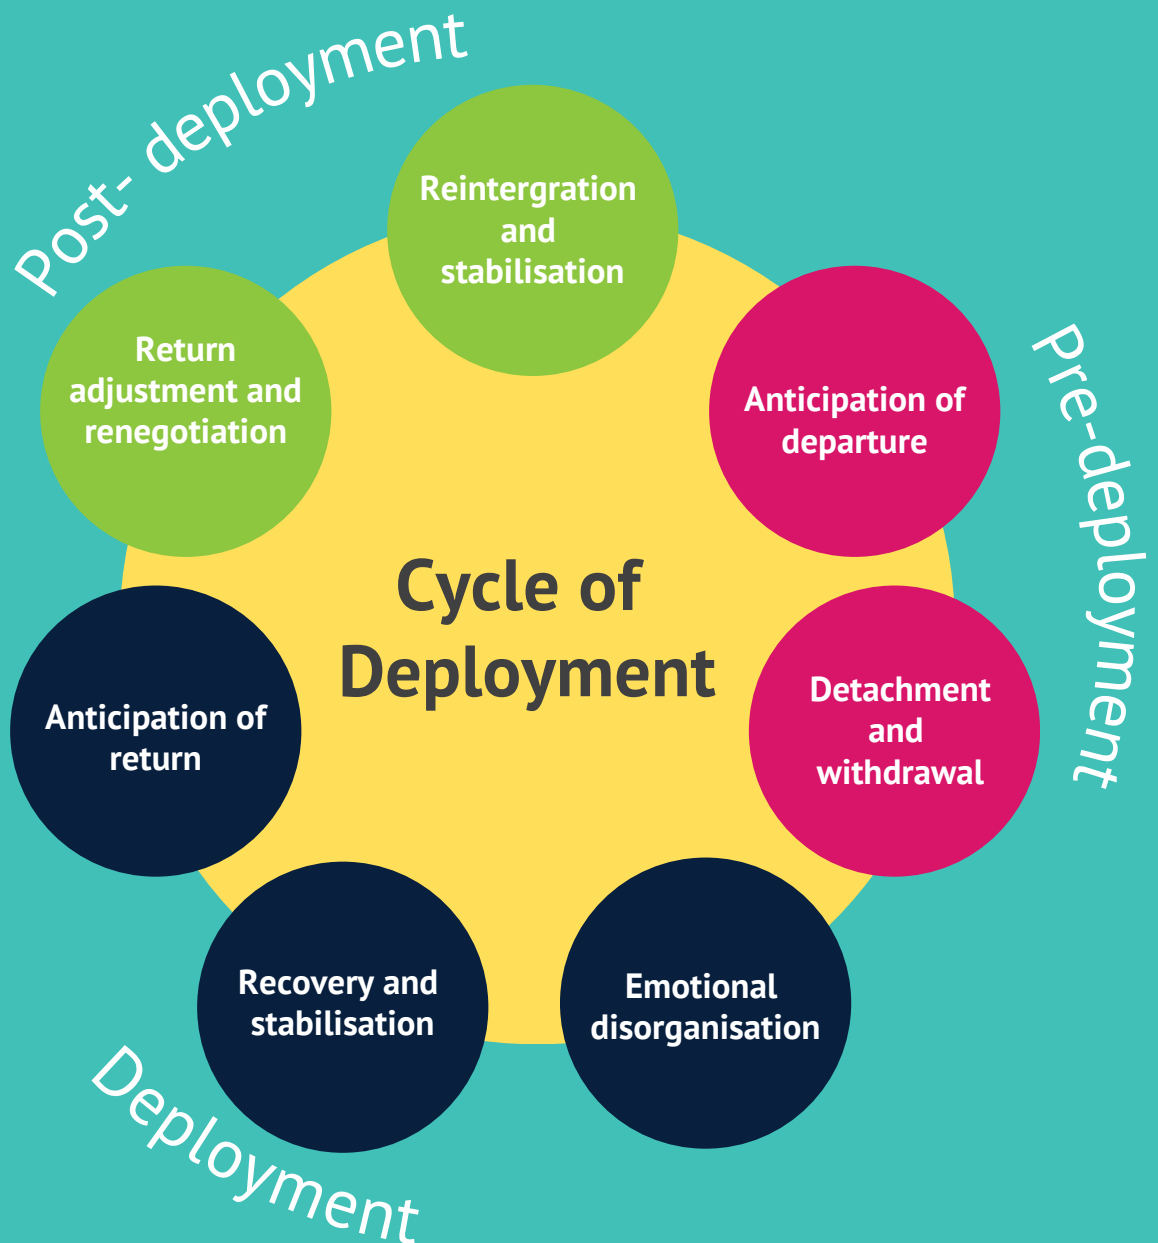 Post- deployment
Reintergration
and
stabilisation
Return
adjustment and
renegotiation
Anticipation of
departure
Pre-deployment
Cycle of
Deployment
Detachment
and
withdrawal
Anticipation of
return
Recovery and
stabilisation
Emotional
disorganisation
Deployment